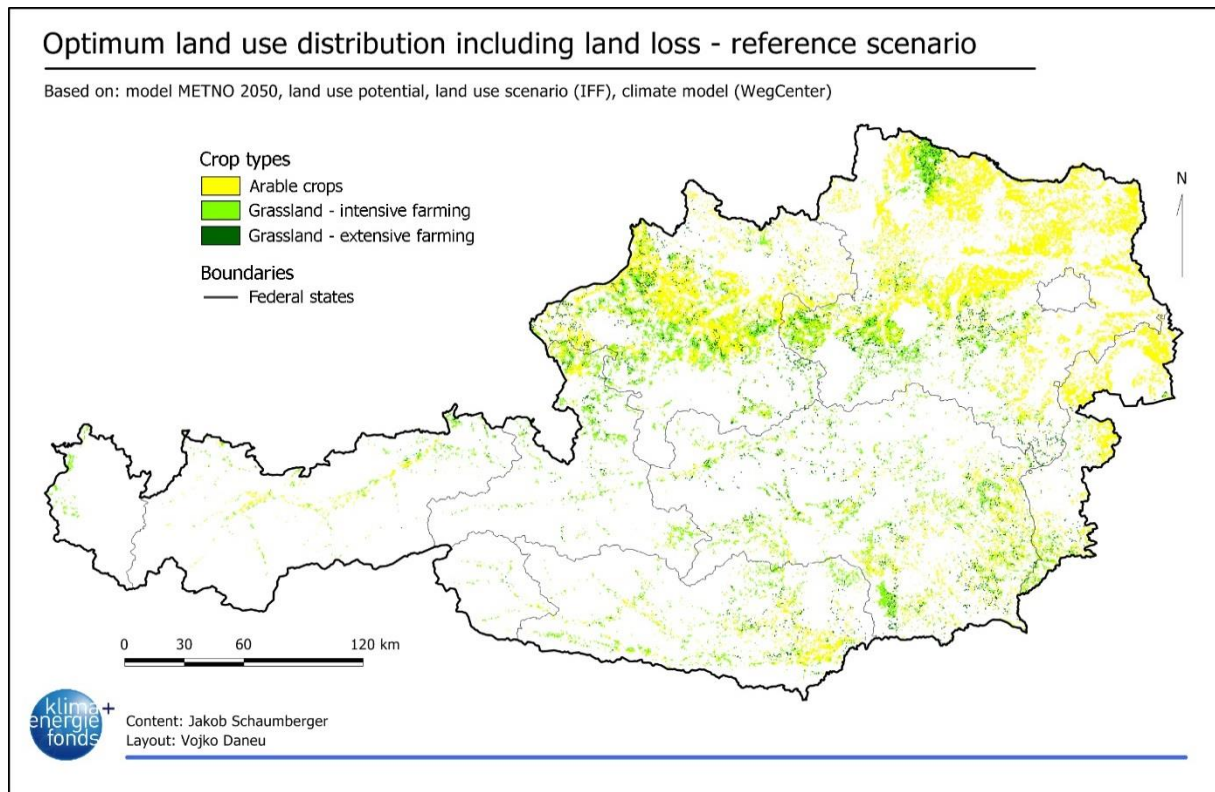 Optimum land use distribution including land loss - reference scenario
Based on: model METNO 2050, land use potential, land use scenario (IFF), climate model (WegCenter)
Crop types
Arable crops
Grassland - intensive farming
Grassland - extensive farming
Boundaries
Federal states
N
0 30 60 120 km
klima+
energie
fonds
Content: Jakob Schaumberger
Layout: Vojko Daneu